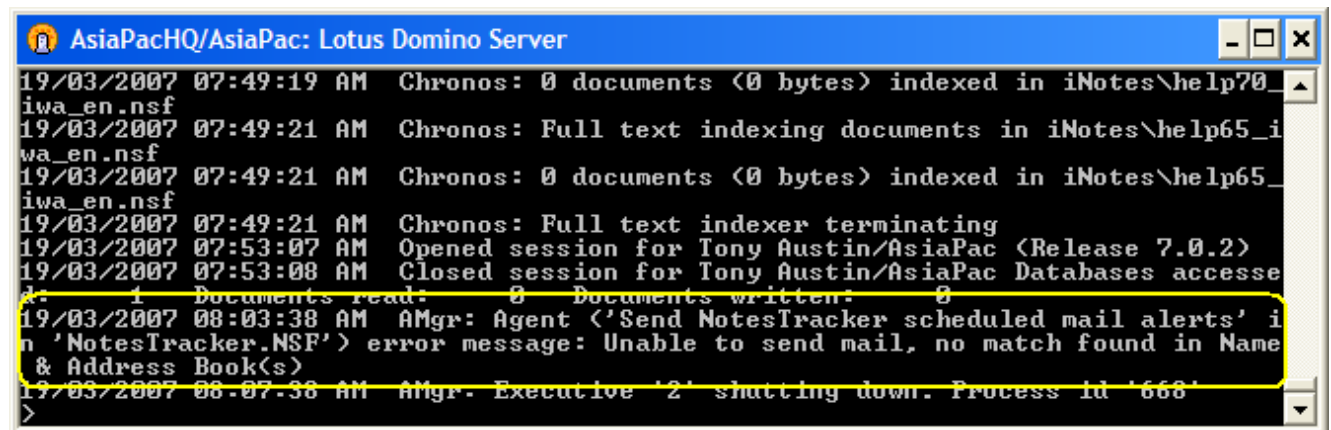 AsiaPacHQ/AsiaPac: Lotus Domino Server
19/03/2007 07:49:19 AM  Chronos: 0 documents (0 bytes) indexed in iNotes\help70_
iwa_en.nsf
19/03/2007 07:49:21 AM  Chronos: Full text indexing documents in iNotes\help65_i
wa_en.nsf
19/03/2007 07:49:21 AM  Chronos: 0 documents (0 bytes) indexed in iNotes\help65_
iwa_en.nsf
19/03/2007 07:49:21 AM  Chronos: Full text indexer terminating
19/03/2007 07:53:07 AM  Opened session for Tony Austin/AsiaPac (Release 7.0.2)
19/03/2007 07:53:08 AM  Closed session for Tony Austin/AsiaPac Databases accesse
d:     1   Documents read:     0   Documents written:     0
19/03/2007 08:03:38 AM  AMgr: Agent ('Send NotesTracker scheduled mail alerts' i
n 'NotesTracker.NSF') error message: Unable to send mail, no match found in Name
 & Address Book(s)
19/03/2007 08:07:38 AM  AMgr: Executive '2' shutting down. Process id '668'
>